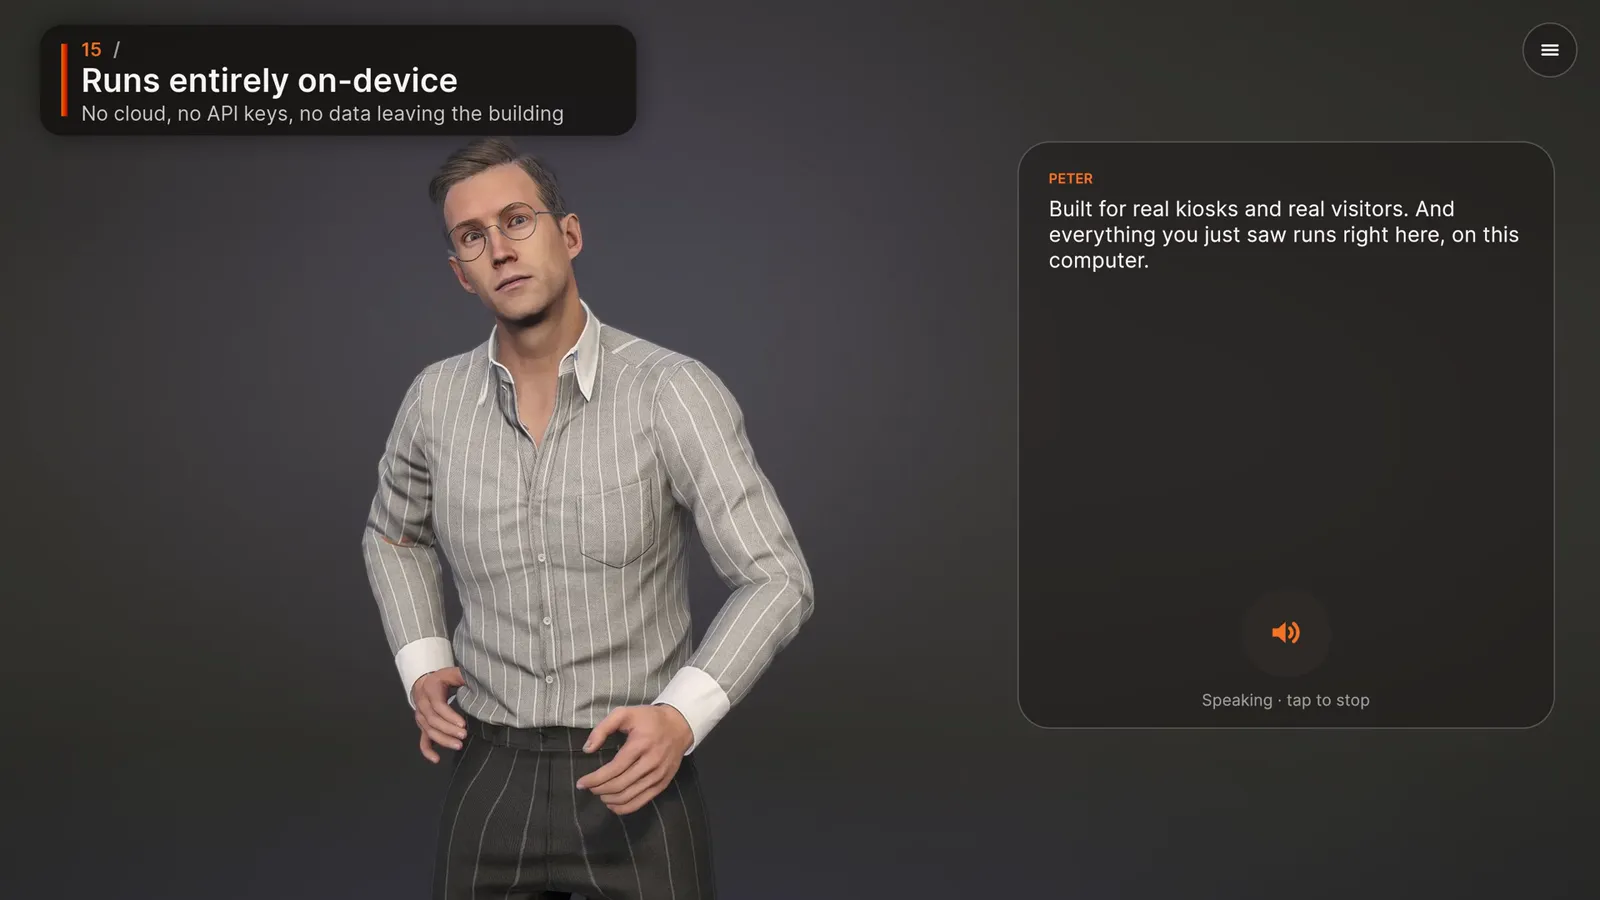 15 /
Runs entirely on-device
No cloud, no API keys, no data leaving the building
PETER
Built for real kiosks and real visitors. And
everything you just saw runs right here, on this
computer.
Speaking · tap to stop